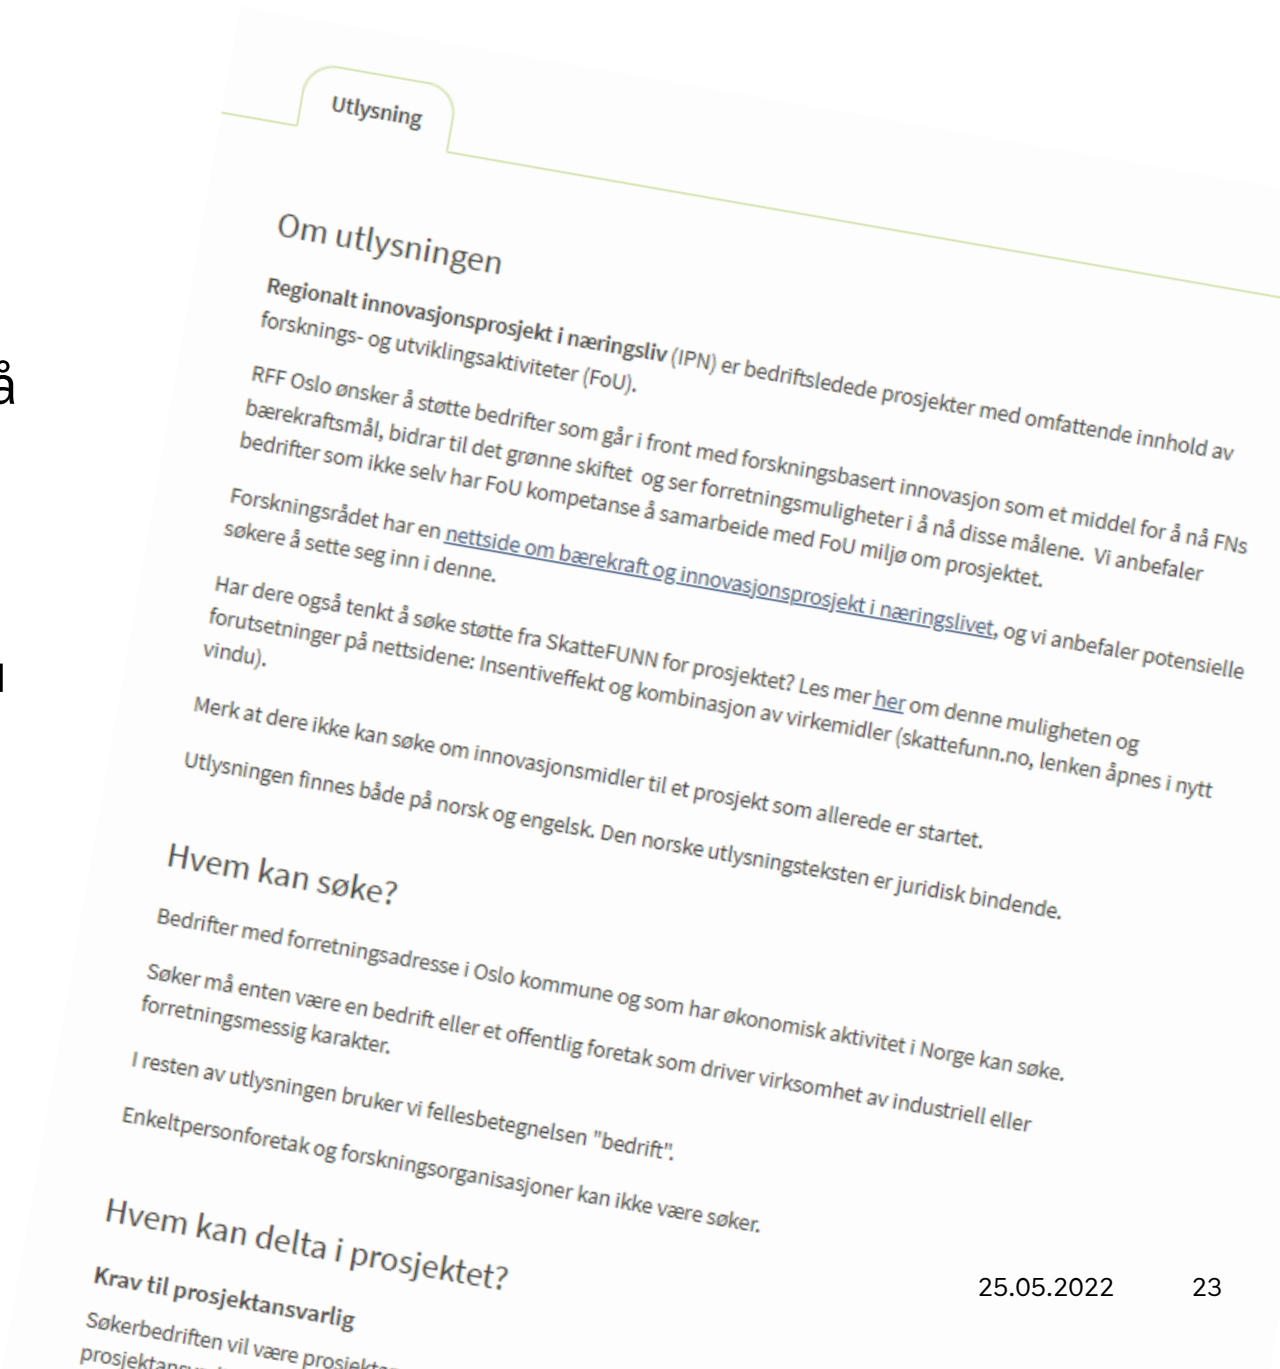 Utlysning
Om utlysningen
Regionalt innovasjonsprosjekt i næringsliv (IPN) er bedriftsledede prosjekter med omfattende innhold av
forsknings- og utviklingsaktiviteter (FoU).
RFF Oslo ønsker å støtte bedrifter som går i front med forskningsbasert innovasjon som et middel for å nå FNs
bærekraftsmål, bidrar til det grønne skiftet og ser forretningsmuligheter i å nå disse målene. Vi anbefaler
bedrifter som ikke selv har FoU kompetanse å samarbeide med FoU miljø om prosjektet.
Forskningsrådet har en nettside om bærekraft og innovasjonsprosjekt i næringslivet, og vi anbefaler potensielle
søkere å sette seg inn i denne.
Har dere også tenkt å søke støtte fra SkatteFUNN for prosjektet? Les mer her om denne muligheten og
forutsetninger på nettsidene: Insentiveffekt og kombinasjon av virkemidler (skattefunn.no, lenken åpnes i nytt
vindu).
Merk at dere ikke kan søke om innovasjonsmidler til et prosjekt som allerede er startet.
Utlysningen finnes både på norsk og engelsk. Den norske utlysningsteksten er juridisk bindende.
Hvem kan søke?
Bedrifter med forretningsadresse i Oslo kommune og som har økonomisk aktivitet i Norge kan søke.
Søker må enten være en bedrift eller et offentlig foretak som driver virksomhet av industriell eller
forretningsmessig karakter.
I resten av utlysningen bruker vi fellesbetegnelsen "bedrift".
Enkeltpersonforetak og forskningsorganisasjoner kan ikke være søker.
Hvem kan delta i prosjektet?
Krav til prosjektansvarlig
Søkerbedriften vil være
å
25.05.2022 23